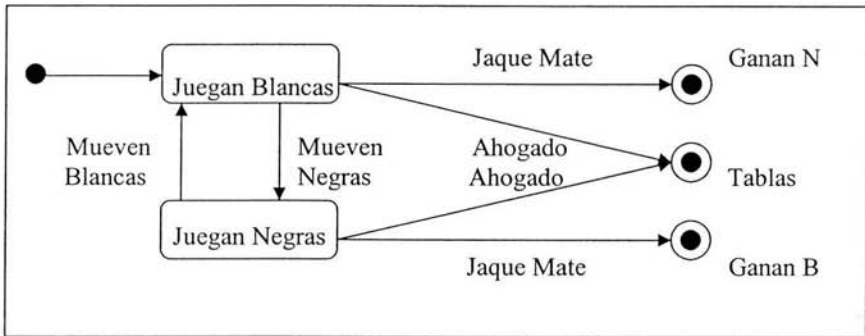 Jaque Mate
Ganan N
Juegan Blancas
Mueven
Blancas
Mueven
Negras
Ahogado
Ahogado
Tablas
Juegan Negras
Jaque Mate
Ganan B